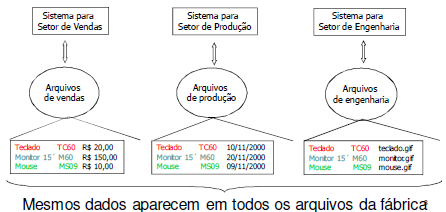 Sistema para
Setor de Vendas
Sistema para
Setor de Produção
Sistema para
Setor de Engenharia
Arquivos
de vendas
Arquivos
de produção
Arquivos
de engenharia
Teclado TC60 R$ 20,00
Monitor 15´ M60 R$ 150,00
Mouse MS09 R$ 10,00
Teclado TC60 10/11/2000
Monitor 15´ M60 20/11/2000
Mouse MS09 09/11/2000
Teclado TC60 teclado.gif
Monitor 15´ M60 monitor.gif
Mouse MS09 mouse.gif
Mesmos dados aparecem em todos os arquivos da fábrica